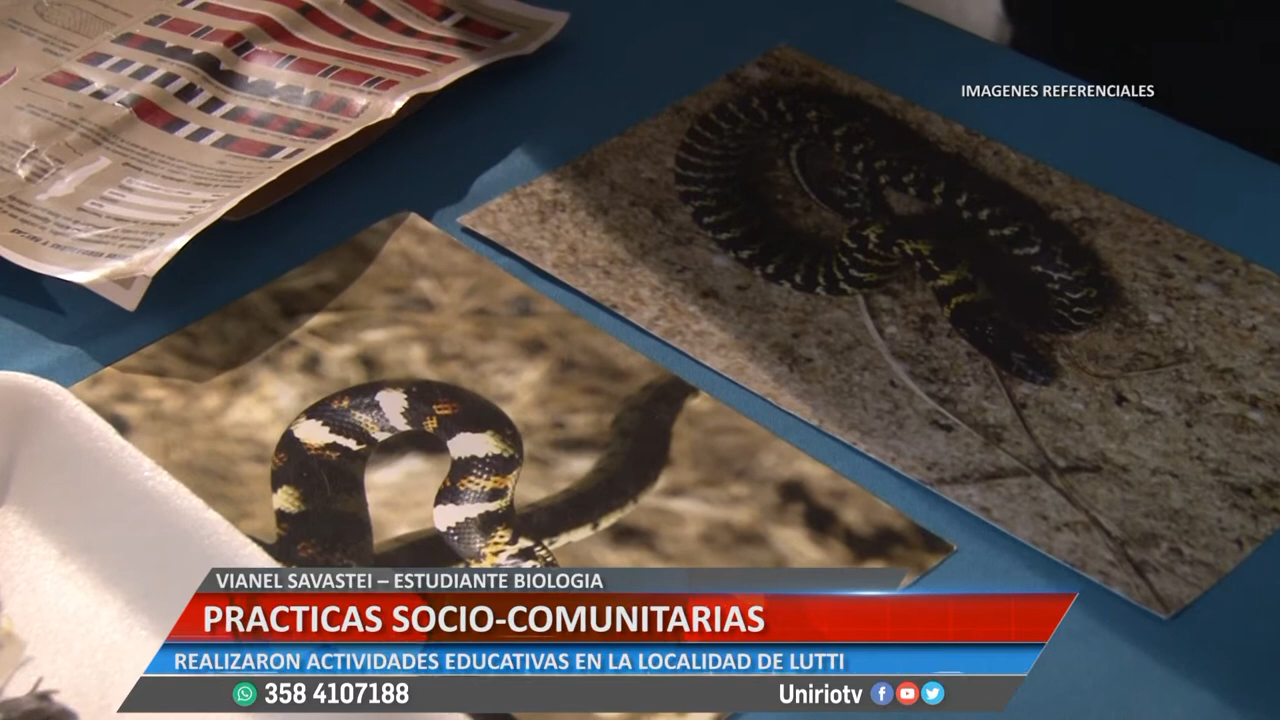 IMAGENES REFERENCIALES
VIANEL SAVASTEI – ESTUDIANTE BIOLOGIA
PRACTICAS SOCIO-COMUNITARIAS
REALIZARON ACTIVIDADES EDUCATIVAS EN LA LOCALIDAD DE LUTTI
358 4107188 Uniriotv